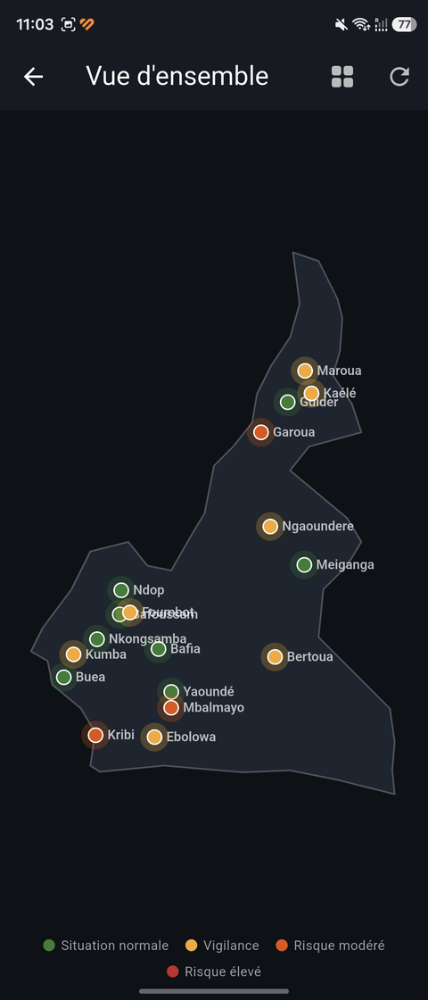 11:03
77
Vue d'ensemble
Maroua
Kaélé
Guider
Garoua
Ngaoundere
Meiganga
Ndop
Foumbot
Bafoussam
Nkongsamba
Bafia
Kumba
Bertoua
Buea
Yaoundé
Mbalmayo
Kribi
Ebolowa
Situation normale
Vigilance
Risque modéré
Risque élevé